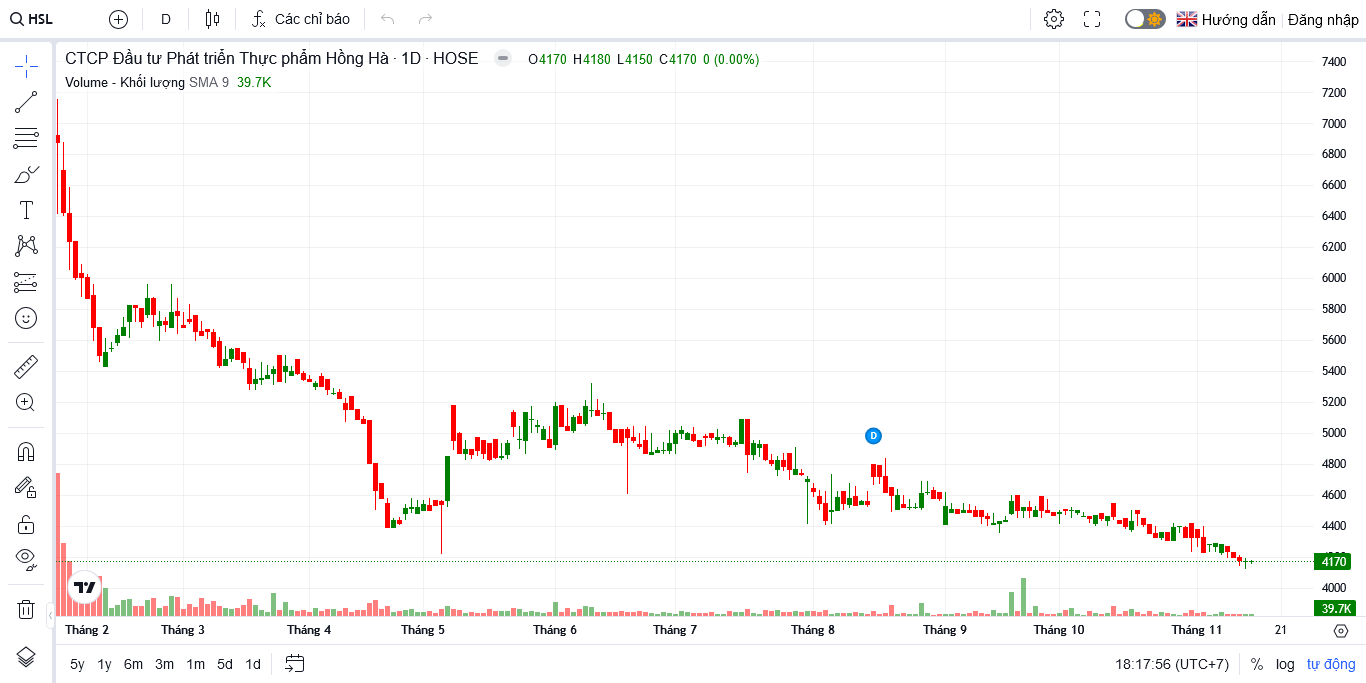 HSL
D
Các chỉ báo
Hướng dẫn
Đăng nhập
CTCP Đầu tư Phát triển Thực phẩm Hồng Hà · 1D · HOSE
O4170 H4180 L4150 C4170 0 (0.00%)
Volume - Khối lượng SMA 9 39.7K
7400
7200
7000
6800
6600
6400
6200
6000
5800
5600
5400
5200
5000
D
4800
4600
4400
4170
4000
39.7K
Tháng 2 Tháng 3 Tháng 4 Tháng 5 Tháng 6 Tháng 7 Tháng 8 Tháng 9 Tháng 10 Tháng 11 21
5y 1y 6m 3m 1m 5d 1d
18:17:56 (UTC+7) % log tự động